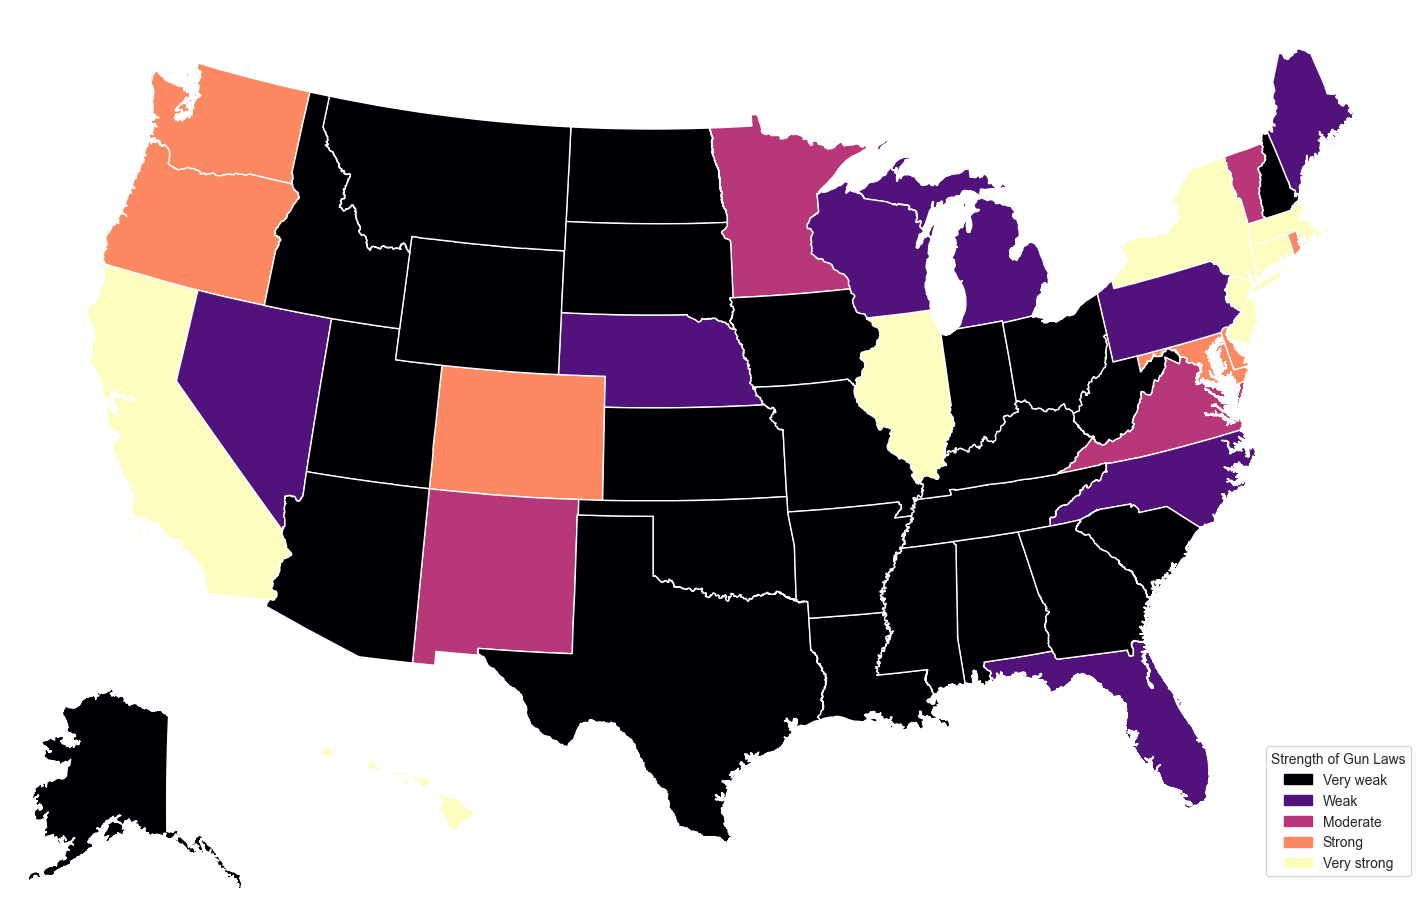 Strength of Gun Laws
Very weak
Weak
Moderate
Strong
Very strong